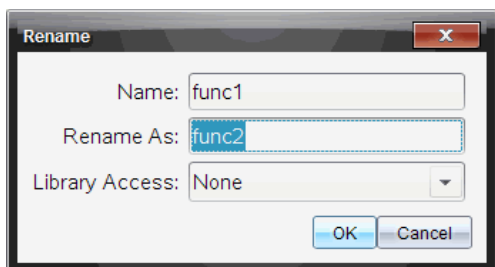 Rename
Name: func1
Rename As: func2
Library Access: None
OK Cancel